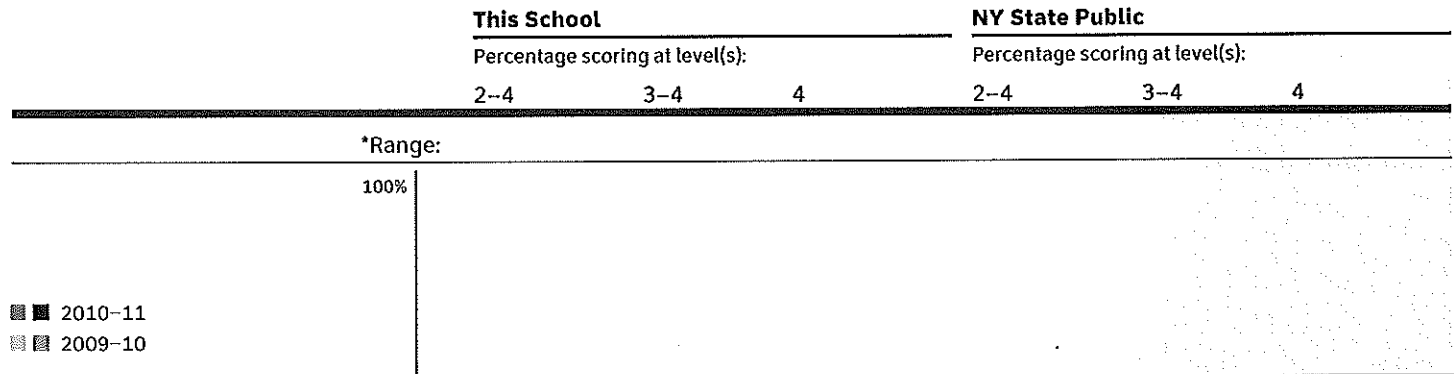 This School NY State Public
Percentage scoring at level(s): Percentage scoring at level(s):
2–4 3–4 4 2–4 3–4 4
*Range:
100%
2010–11
2009–10